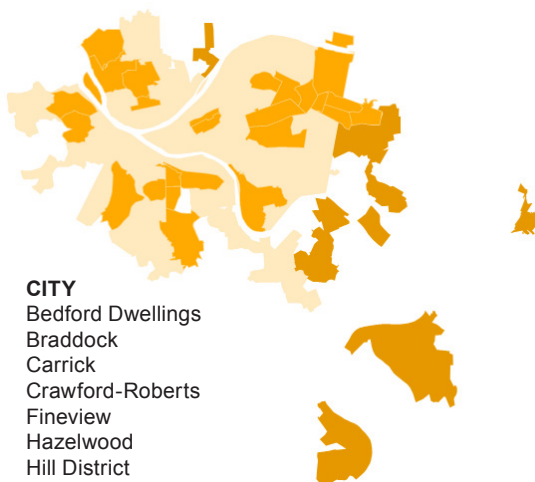 CITY
Bedford Dwellings
Braddock
Carrick
Crawford-Roberts
Fineview
Hazelwood
Hill District